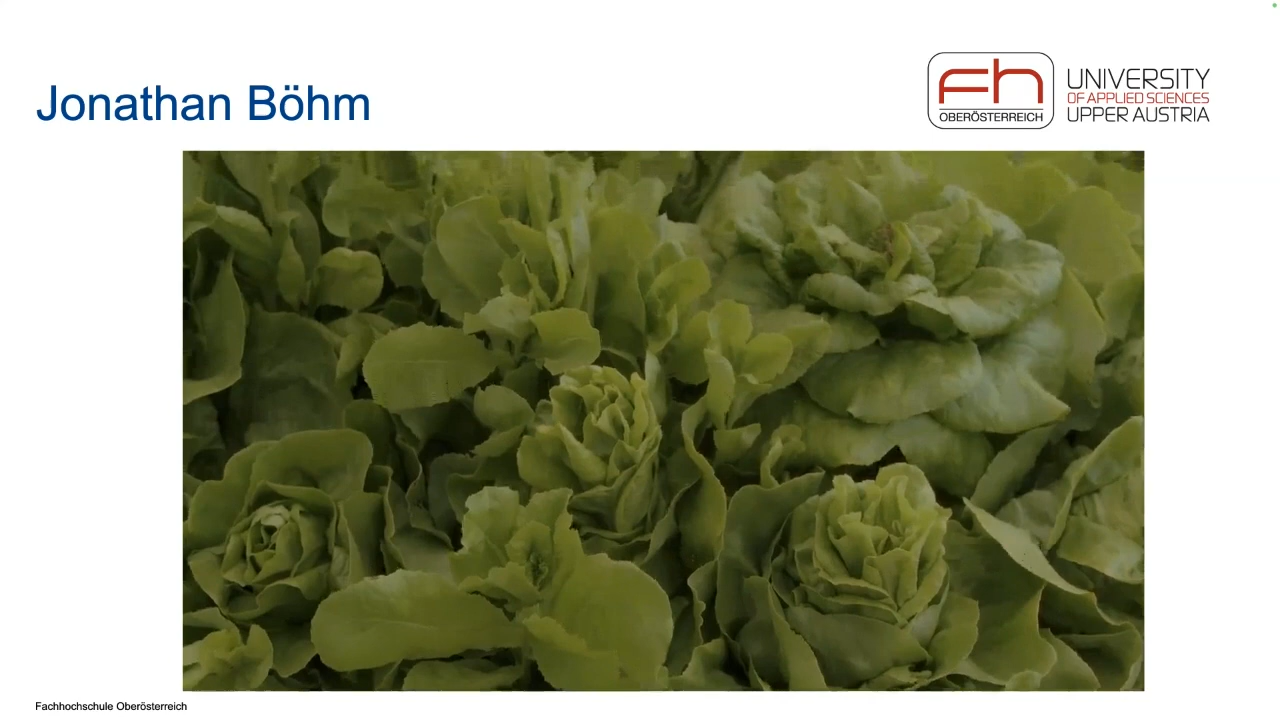 Jonathan Böhm
Fh
OBERÖSTERREICH
UNIVERSITY
OF APPLIED SCIENCES
UPPER AUSTRIA
Fachhochschule Oberösterreich